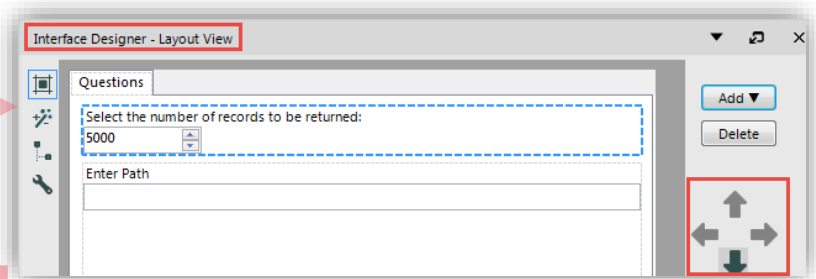 Interface Designer - Layout View
Questions
Add ▼
Select the number of records to be returned:
5000
Delete
Enter Path